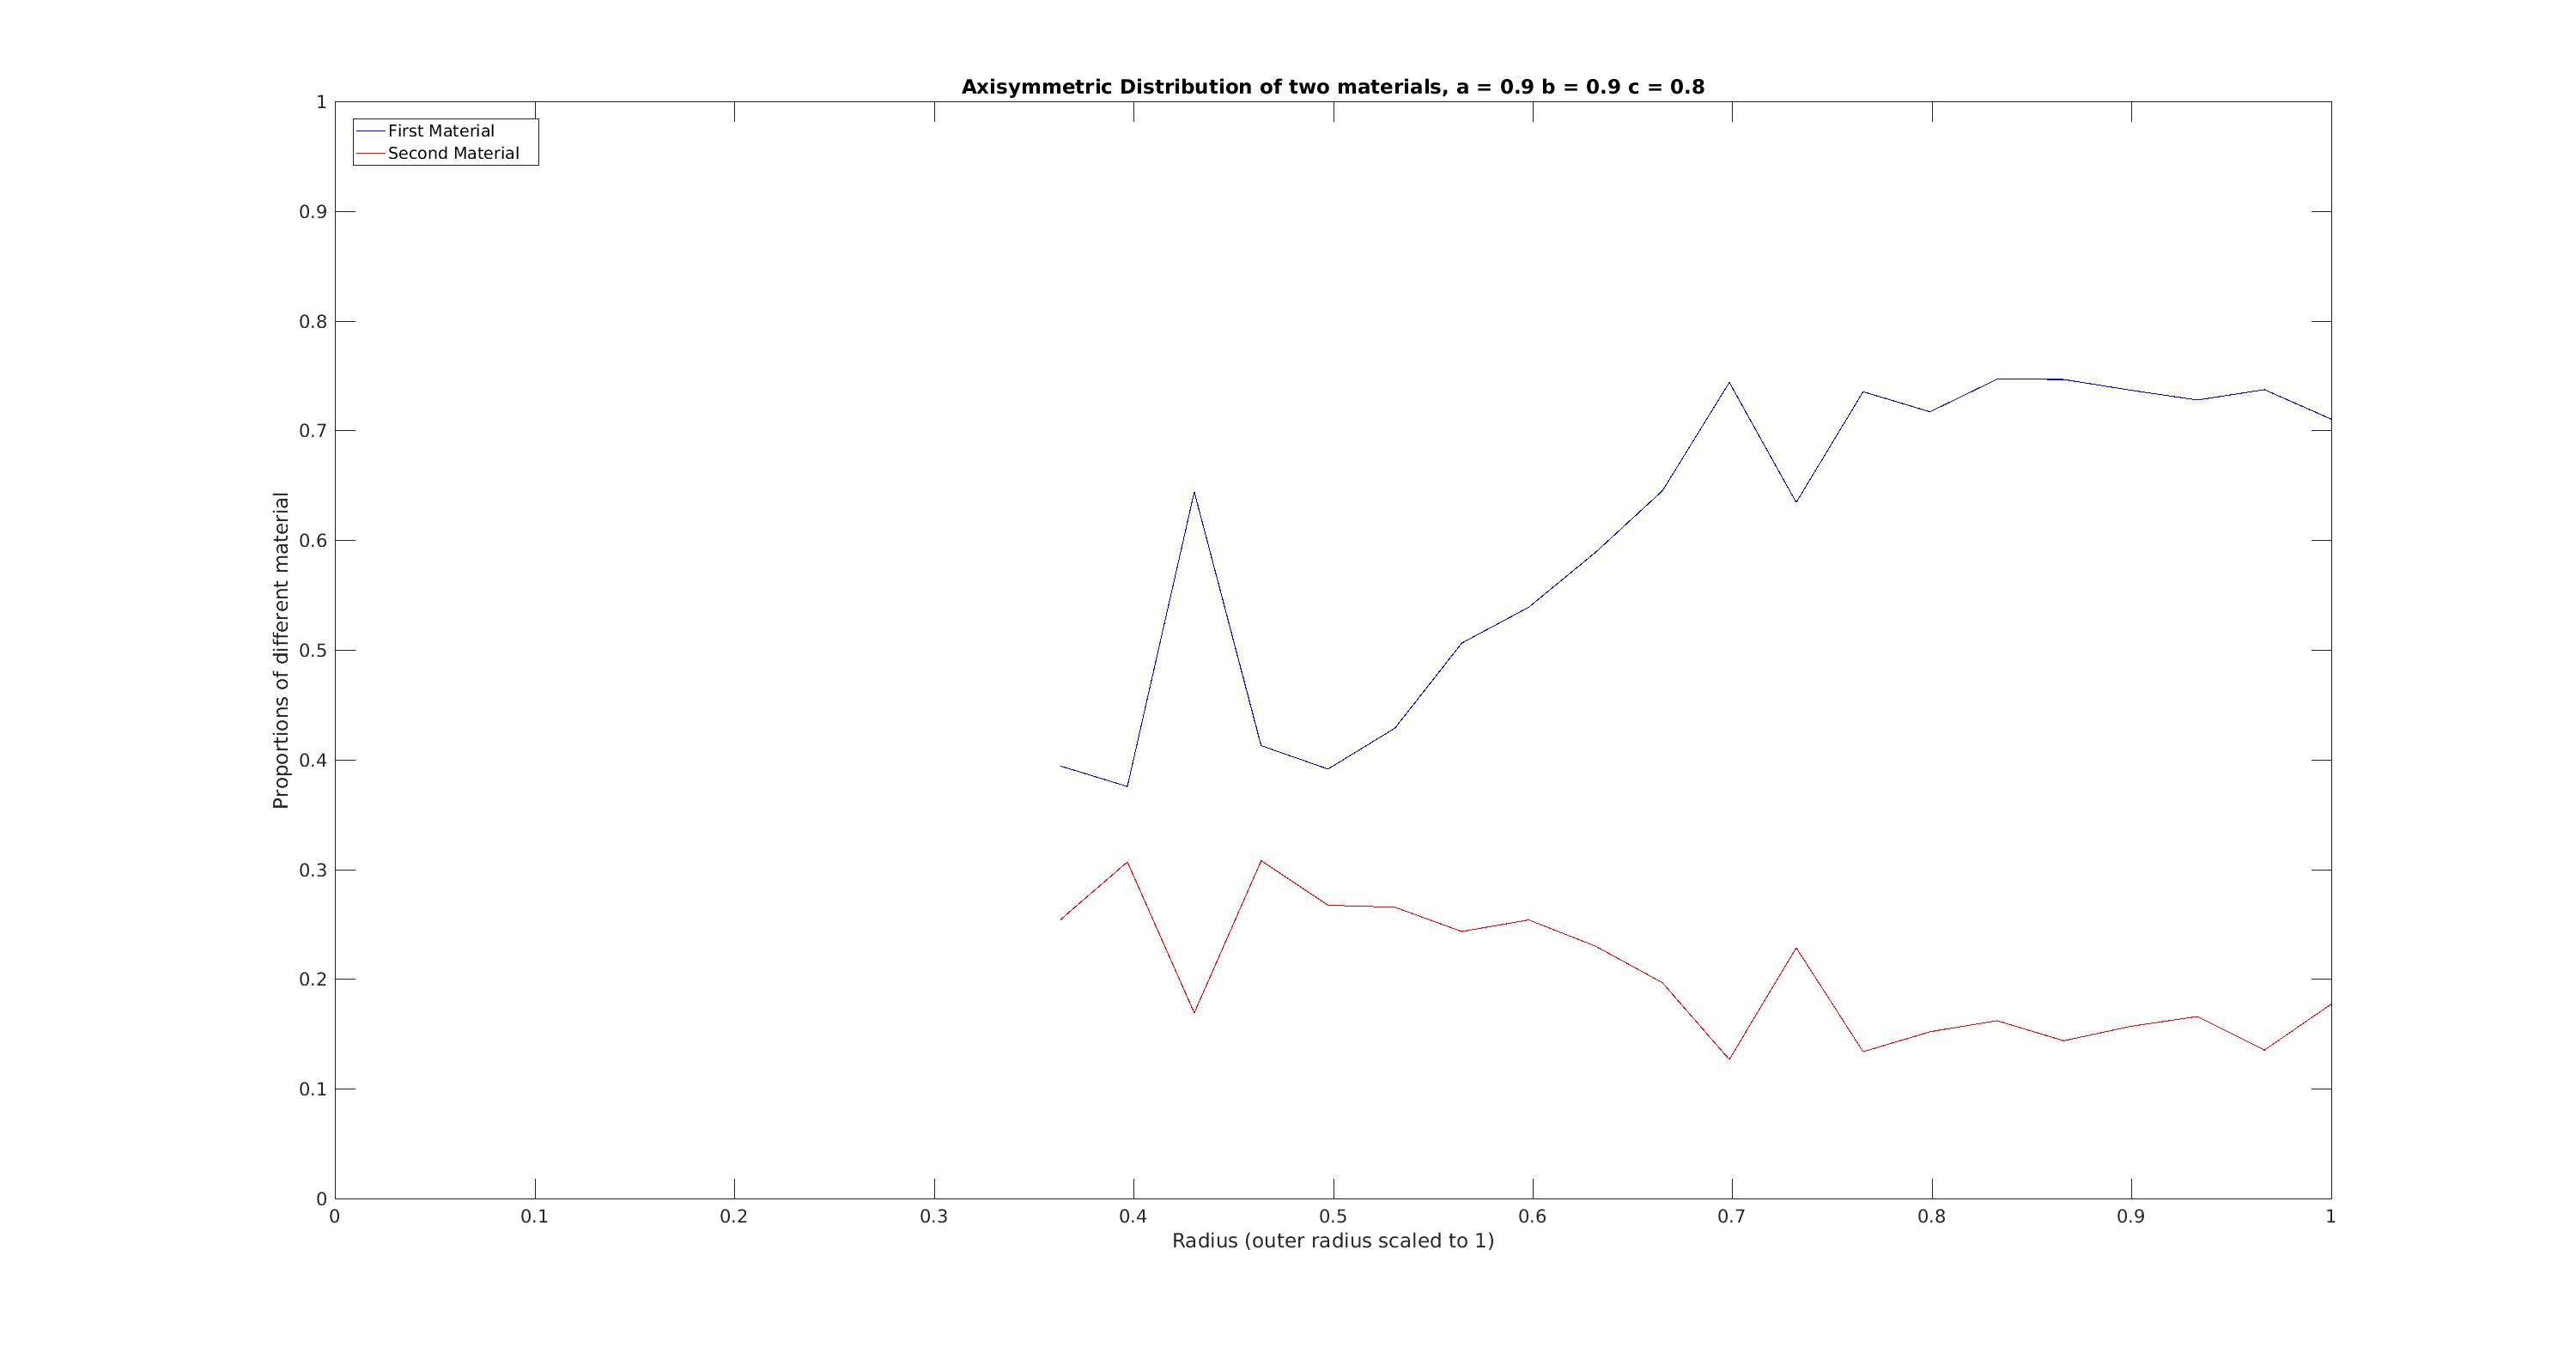 Axisymmetric Distribution of two materials, a = 0.9 b = 0.9 c = 0.8
First Material
Second Material
Proportions of different material
1
0.9
0.8
0.7
0.6
0.5
0.4
0.3
0.2
0.1
0
0 0.1 0.2 0.3 0.4 0.5 0.6 0.7 0.8 0.9 1
Radius (outer radius scaled to 1)